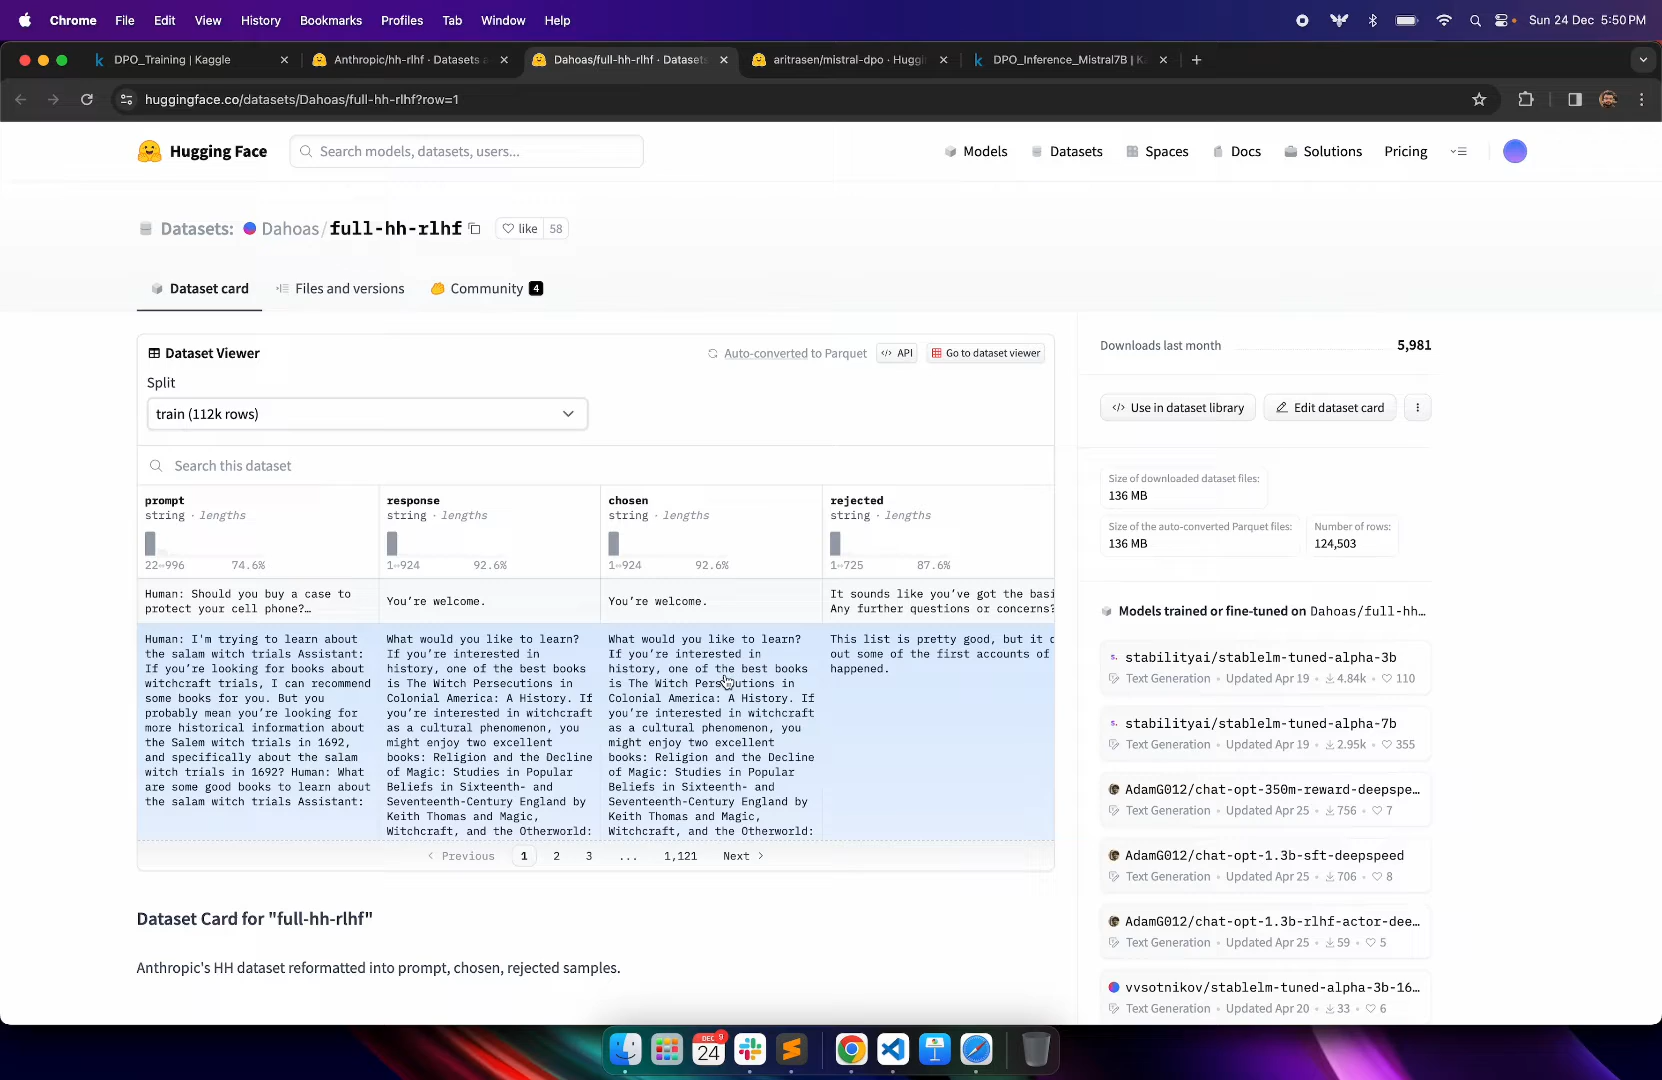 Chrome File Edit View History Bookmarks Profiles Tab Window Help Sun 24 Dec 5:50 PM
DPO_Training | Kaggle Anthropic/hh-rlhf · Datasets Dahoas/full-hh-rlhf · Datasets aritrasen/mistral-dpo · Huggi DPO_Inference_Mistral7B |
huggingface.co/datasets/Dahoas/full-hh-rlhf?row=1
Hugging Face Search models, datasets, users... Models Datasets Spaces Docs Solutions Pricing
Datasets: Dahoas/full-hh-rlhf like 58
Dataset card Files and versions Community 4
Dataset Viewer Auto-converted to Parquet </> API Go to dataset viewer
Split
train (112k rows)
Search this dataset
prompt response chosen rejected
string · lengths string · lengths string · lengths string · lengths
22↔996 74.6% 1↔924 92.6% 1↔924 92.6% 1↔725 87.6%
Human: Should you buy a case to
protect your cell phone?…
You're welcome.
You're welcome.
It sounds like you've got the basi
Any further questions or concerns?
Human: I'm trying to learn about
the salam witch trials Assistant:
If you're looking for books about
witchcraft trials, I can recommend
some books for you. But you
probably mean you're looking for
more historical information about
the Salem witch trials in 1692,
and specifically about the salam
witch trials in 1692? Human: What
are some good books to learn about
the salam witch trials Assistant:
What would you like to learn?
If you're interested in
history, one of the best books
is The Witch Persecutions in
Colonial America: A History. If
you're interested in witchcraft
as a cultural phenomenon, you
might enjoy two excellent
books: Religion and the Decline
of Magic: Studies in Popular
Beliefs in Sixteenth- and
Seventeenth-Century England by
Keith Thomas and Magic,
Witchcraft, and the Otherworld:
What would you like to learn?
If you're interested in
history, one of the best books
is The Witch Persecutions in
Colonial America: A History. If
you're interested in witchcraft
as a cultural phenomenon, you
might enjoy two excellent
books: Religion and the Decline
of Magic: Studies in Popular
Beliefs in Sixteenth- and
Seventeenth-Century England by
Keith Thomas and Magic,
Witchcraft, and the Otherworld:
This list is pretty good, but it
out some of the first accounts of
happened.
< Previous 1 2 3 ... 1,121 Next >
Dataset Card for "full-hh-rlhf"
Anthropic's HH dataset reformatted into prompt, chosen, rejected samples.
Downloads last month 5,981
</> Use in dataset library Edit dataset card
Size of downloaded dataset files:
136 MB
Size of the auto-converted Parquet files: Number of rows:
136 MB 124,503
Models trained or fine-tuned on Dahoas/full-hh…
s. stabilityai/stablelm-tuned-alpha-3b
Text Generation • Updated Apr 19 • 4.84k • 110
s. stabilityai/stablelm-tuned-alpha-7b
Text Generation • Updated Apr 19 • 2.95k • 355
AdamG012/chat-opt-350m-reward-deepspe…
Text Generation • Updated Apr 25 • 756 • 7
AdamG012/chat-opt-1.3b-sft-deepspeed
Text Generation • Updated Apr 25 • 706 • 8
AdamG012/chat-opt-1.3b-rlhf-actor-dee…
Text Generation • Updated Apr 25 • 59 • 5
vvsotnikov/stablelm-tuned-alpha-3b-16…
Text Generation • Updated Apr 20 • 33 • 6
DEC 9
24